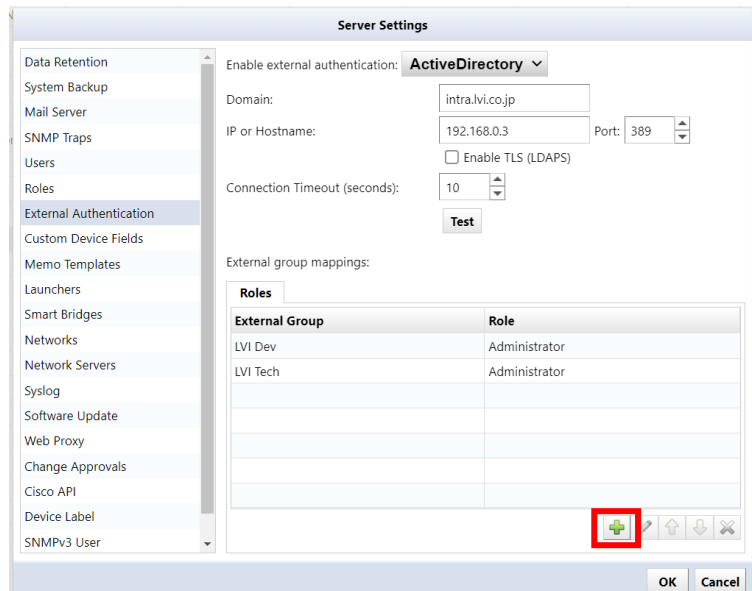 Server Settings
Data Retention
System Backup
Mail Server
SNMP Traps
Users
Roles
External Authentication
Custom Device Fields
Memo Templates
Launchers
Smart Bridges
Networks
Network Servers
Syslog
Software Update
Web Proxy
Change Approvals
Cisco API
Device Label
SNMPv3 User
Enable external authentication: ActiveDirectory
Domain: intra.lvi.co.jp
IP or Hostname: 192.168.0.3 Port: 389
Enable TLS (LDAPS)
Connection Timeout (seconds): 10
Test
External group mappings:
Roles
External Group Role
LVI Dev Administrator
LVI Tech Administrator
OK Cancel